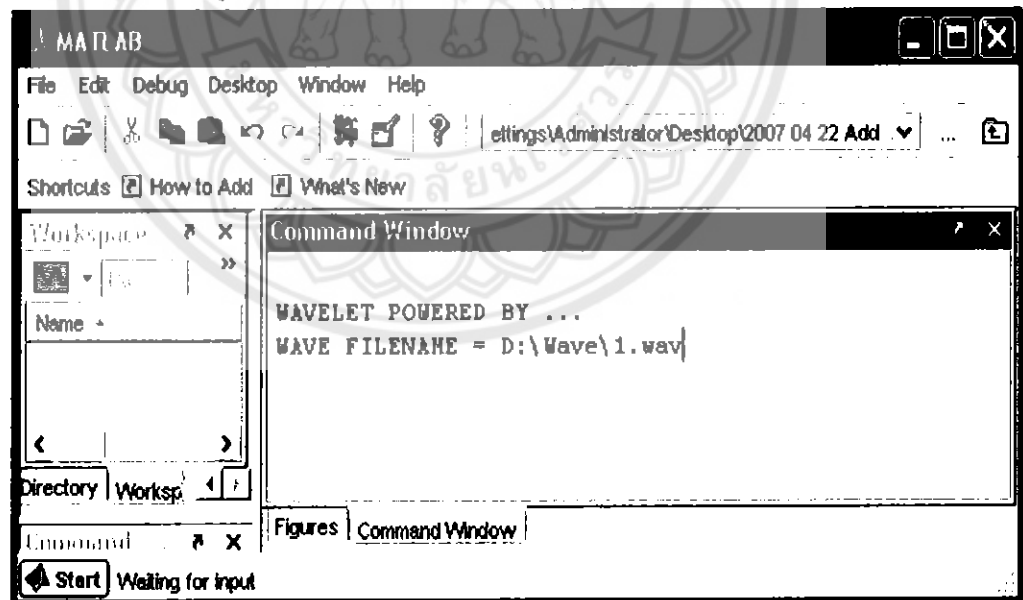 MATLAB
File Edit Debug Desktop Window Help
ettings\Administrator\Desktop\2007 04 22 Add ...
Shortcuts How to Add What's New
Workspace
Command Window
»
Name
WAVELET POWERED BY ...
WAVE FILENAME = D:\Wave\1.wav
Directory Worksp
Figures Command Window
Command
Start Waiting for input